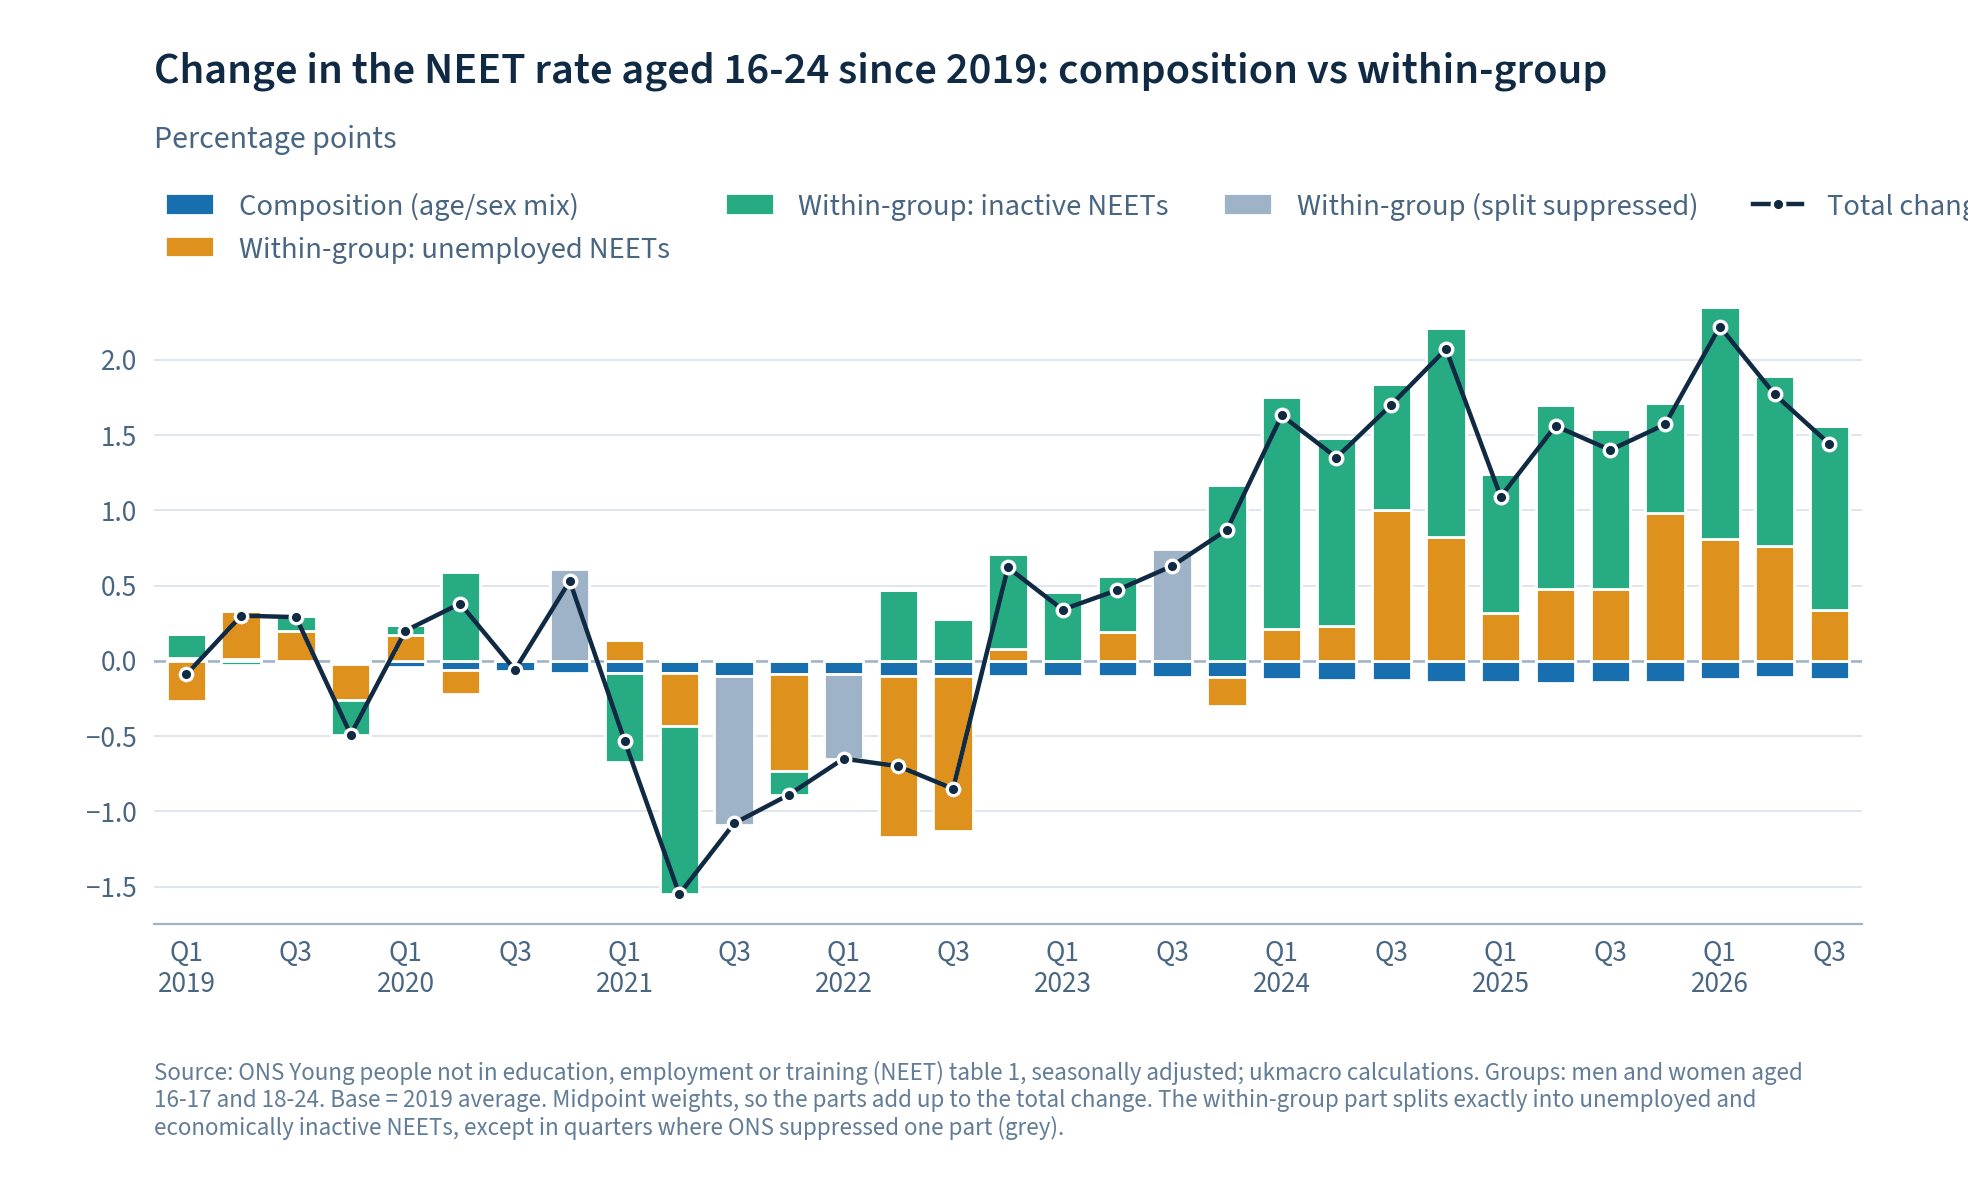 Change in the NEET rate aged 16-24 since 2019: composition vs within-group
Percentage points
Composition (age/sex mix)
Within-group: inactive NEETs
Within-group (split suppressed)
Total chang
Within-group: unemployed NEETs
2.0
1.5
1.0
0.5
0.0
−0.5
−1.0
−1.5
Q1 Q3 Q1 Q3 Q1 Q3 Q1 Q3 Q1 Q3 Q1 Q3 Q1 Q3 Q1 Q3
2019 2020 2021 2022 2023 2024 2025 2026
Source: ONS Young people not in education, employment or training (NEET) table 1, seasonally adjusted; ukmacro calculations. Groups: men and women aged
16-17 and 18-24. Base = 2019 average. Midpoint weights, so the parts add up to the total change. The within-group part splits exactly into unemployed and
economically inactive NEETs, except in quarters where ONS suppressed one part (grey).